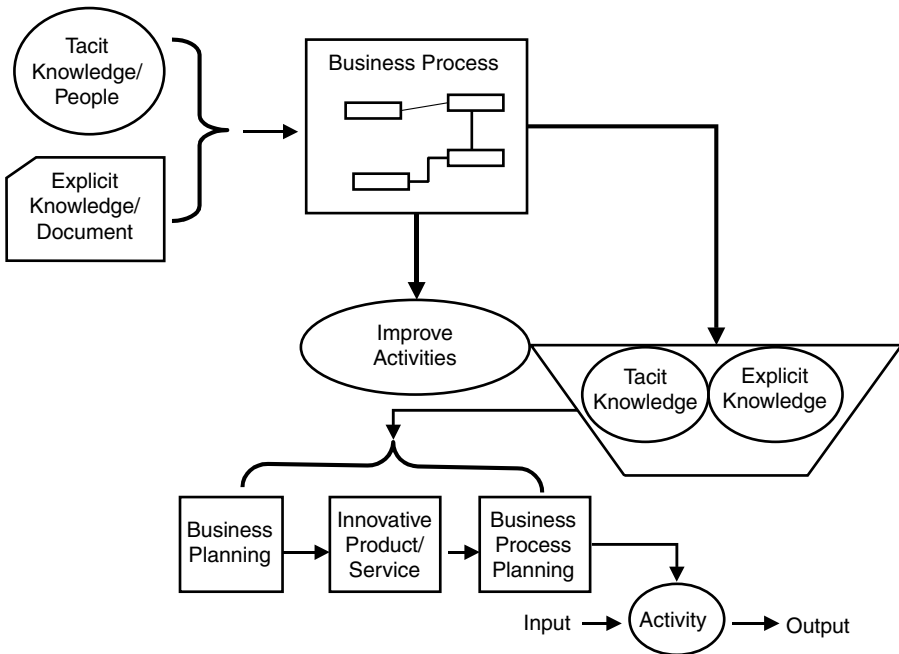 Tacit
Knowledge/
People
Explicit
Knowledge/
Document
Business Process
Improve
Activities
Tacit
Knowledge
Explicit
Knowledge
Business
Planning
Innovative
Product/
Service
Business
Process
Planning
Input
Activity
Output